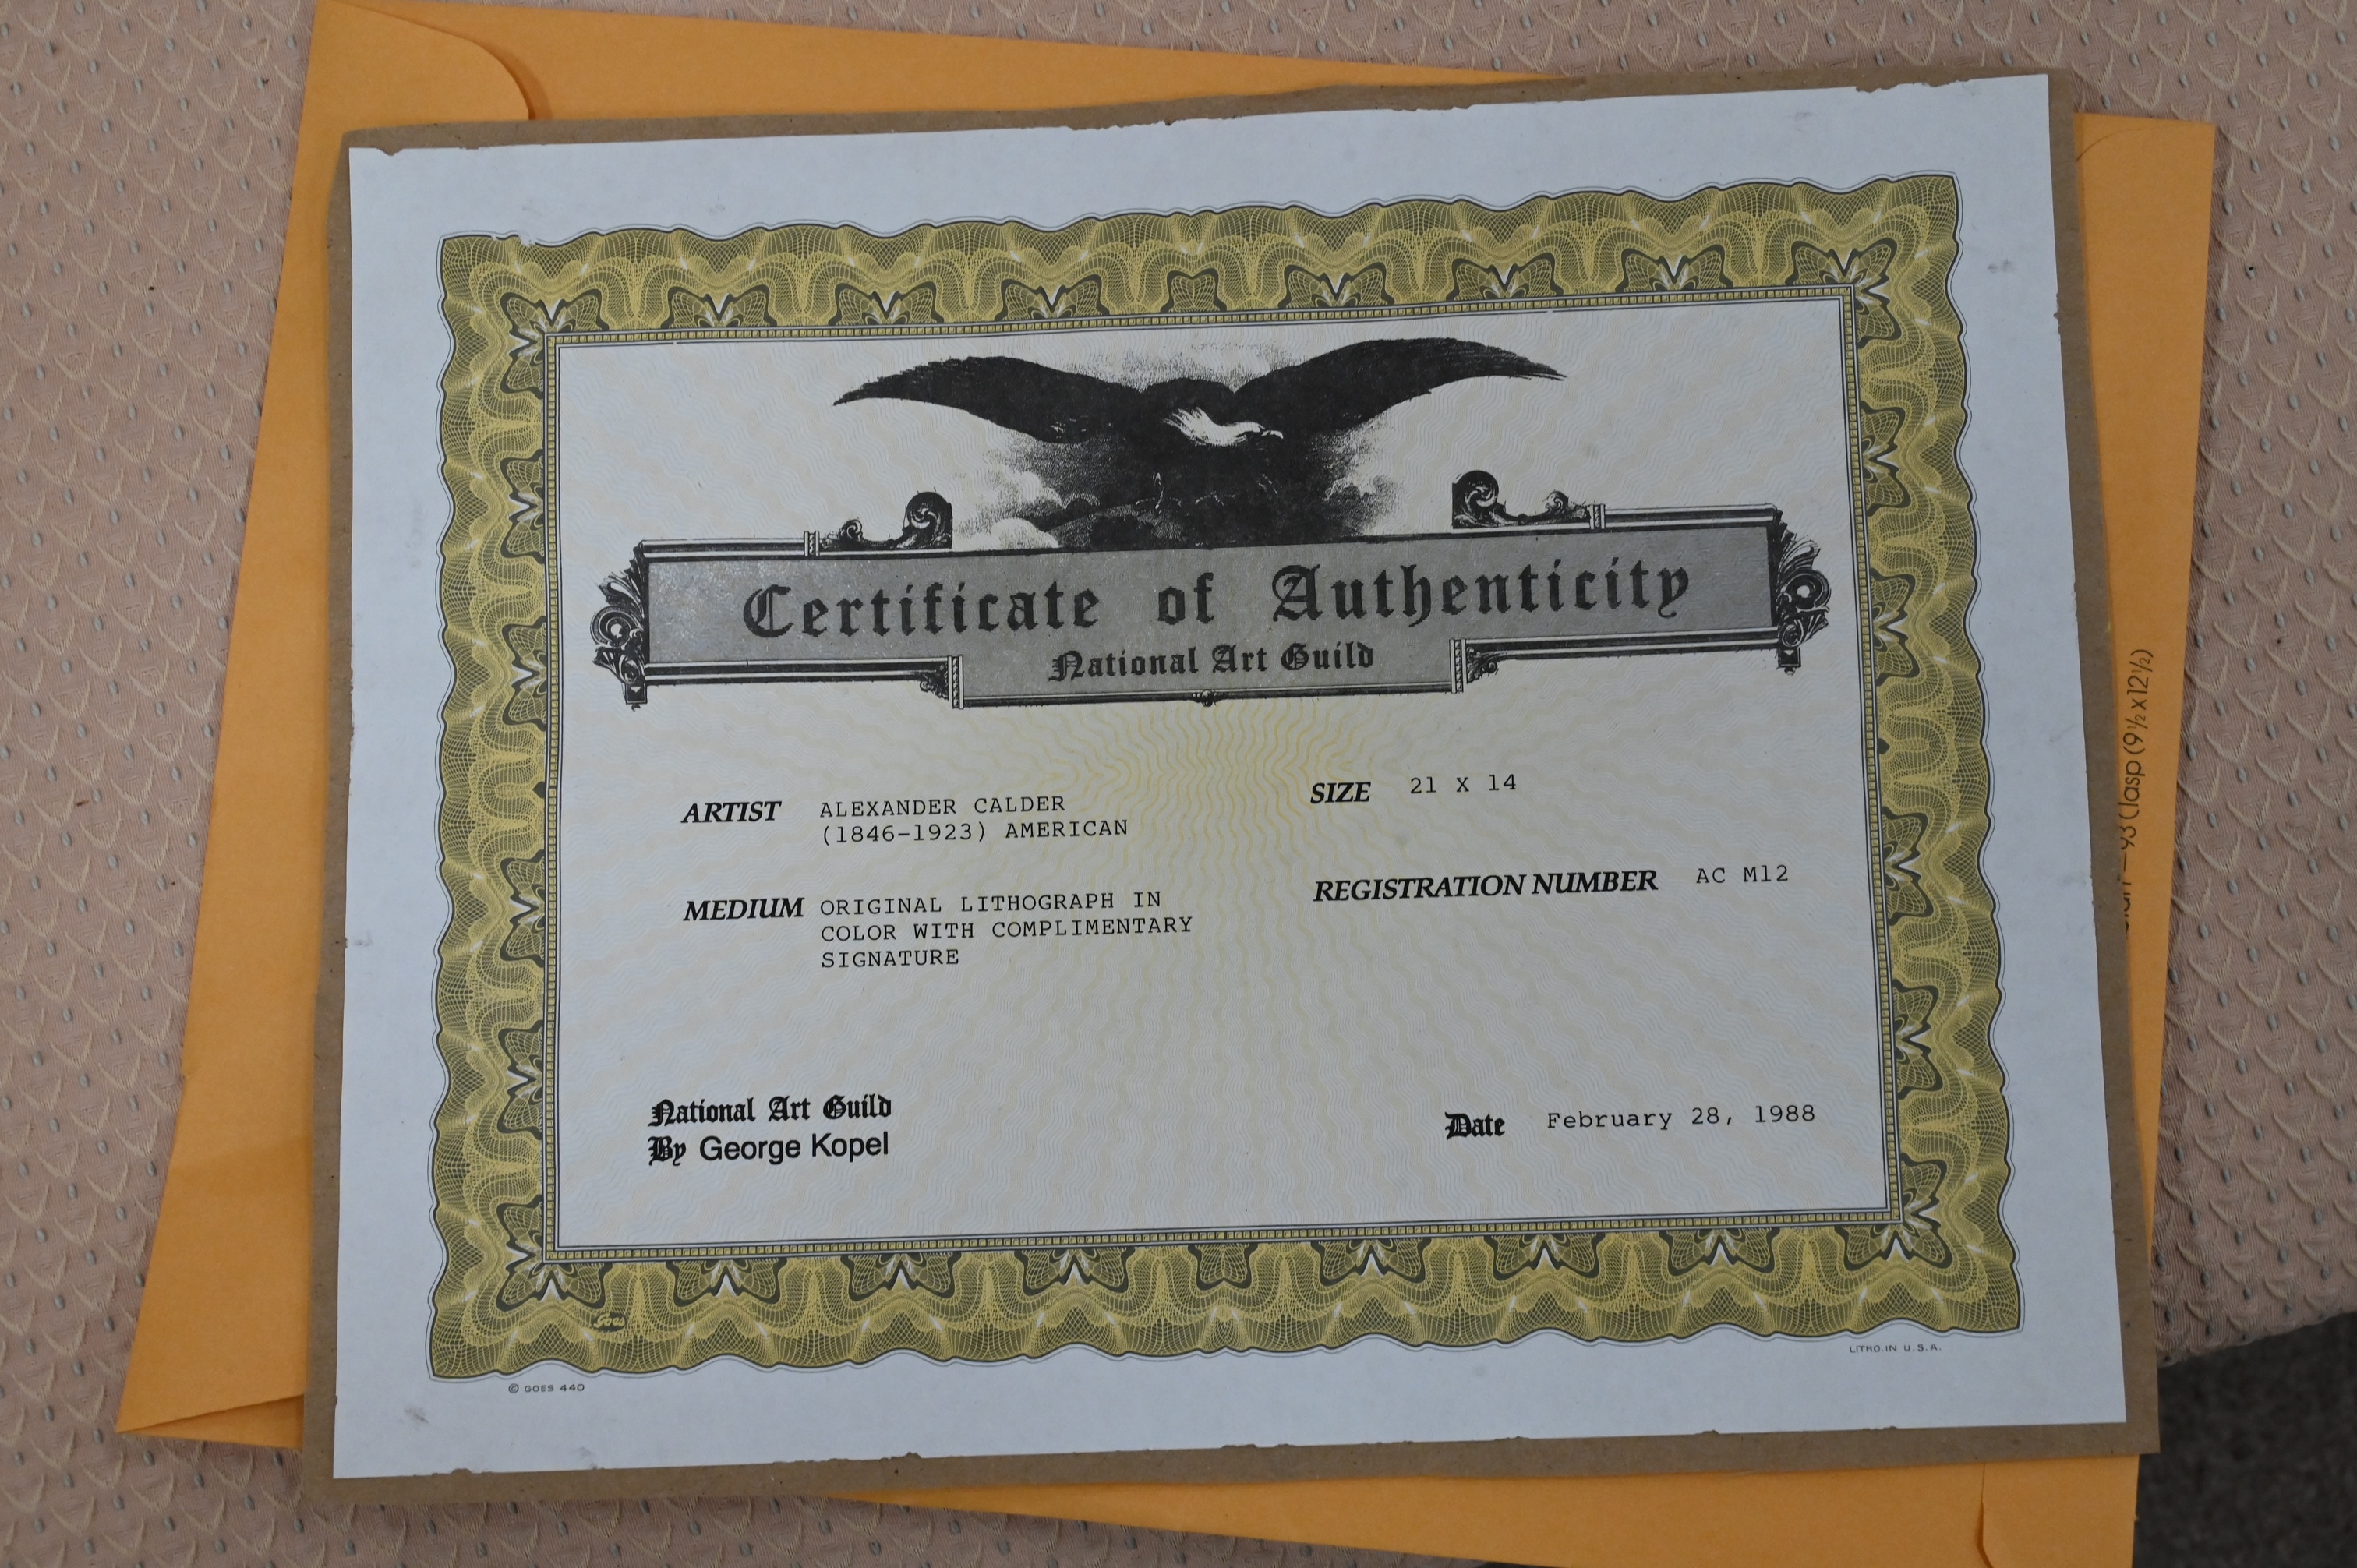 Certificate of Authenticity
National Art Guild
ARTIST ALEXANDER CALDER
(1846-1923) AMERICAN
SIZE 21 X 14
MEDIUM ORIGINAL LITHOGRAPH IN
COLOR WITH COMPLIMENTARY
SIGNATURE
REGISTRATION NUMBER AC M12
National Art Guild
By George Kopel
Date February 28, 1988
Goes
© GOES 440
LITHO. IN U.S.A.
93 (clasp (9½ x 12½)